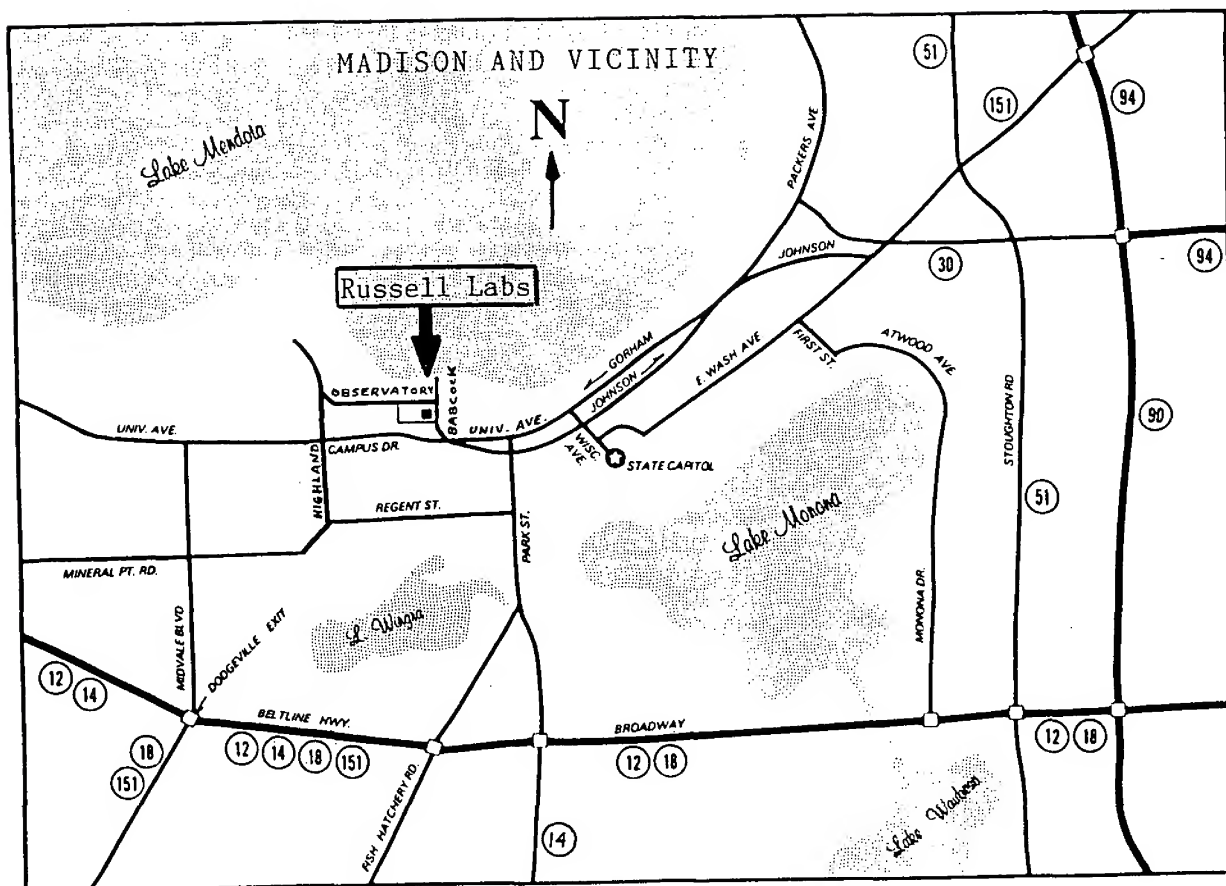 MADISON AND VICINITY
N
Lake Mendota
51
151
94
PACKERS AVE
JOHNSON
30
94
Russell Labs
GORHAM
JOHNSON
E. WASH AVE
FIRST ST.
ATWOOD AVE
OBSERVATORY
BABCOCK
UNIV. AVE.
UNIV. AVE.
CAMPUS DR.
HIGHLAND
WISC. AVE
STATE CAPITOL
STOUGHTON RD
90
REGENT ST.
PARK ST.
Lake Monona
51
MINERAL PT. RD.
MIDVALE BLVD
DODGEVILLE EXIT
L. Wingra
MONONA DR.
12
14
BELTLINE HWY.
BROADWAY
18
151
12 14 18 151
12 18
12 18
FISH HATCHERY RD.
14
Lake Waubesa